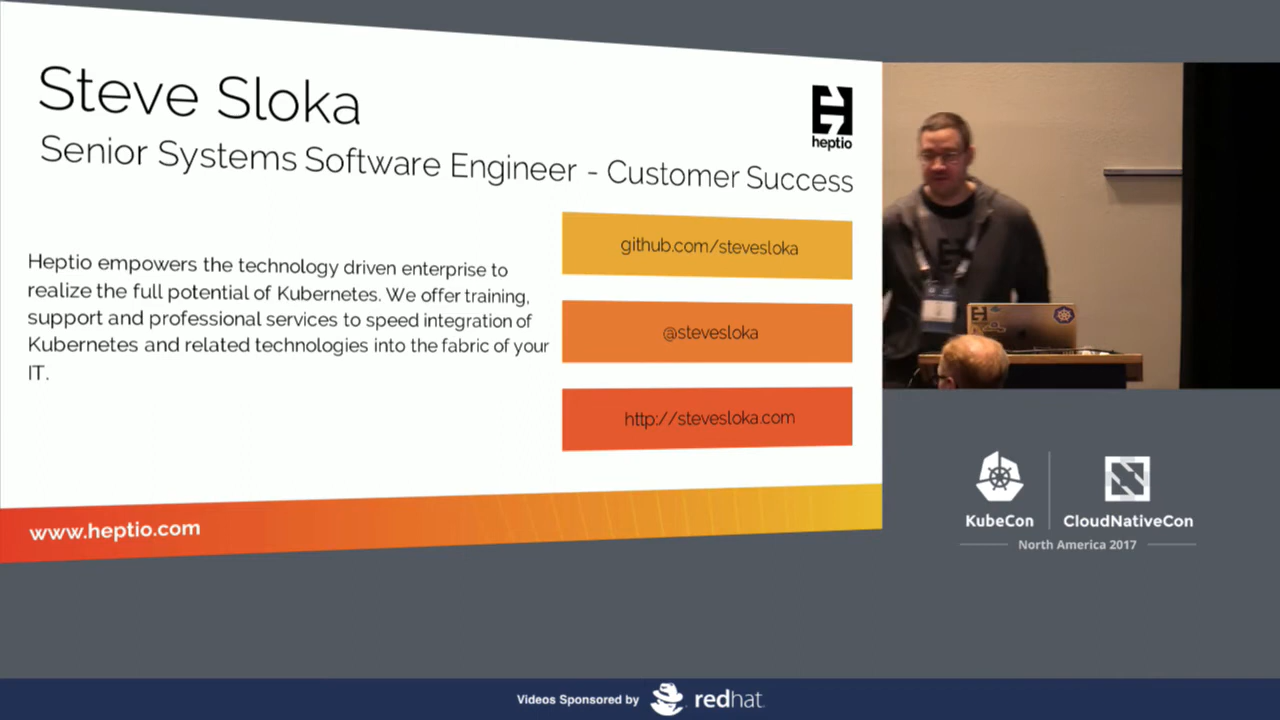 Steve Sloka
Senior Systems Software Engineer - Customer Success
heptio
Heptio empowers the technology driven enterprise to
realize the full potential of Kubernetes. We offer training,
support and professional services to speed integration of
Kubernetes and related technologies into the fabric of your
IT.
github.com/stevesloka
@stevesloka
http://stevesloka.com
www.heptio.com
KubeCon
CloudNativeCon
North America 2017
Videos Sponsored by
redhat.